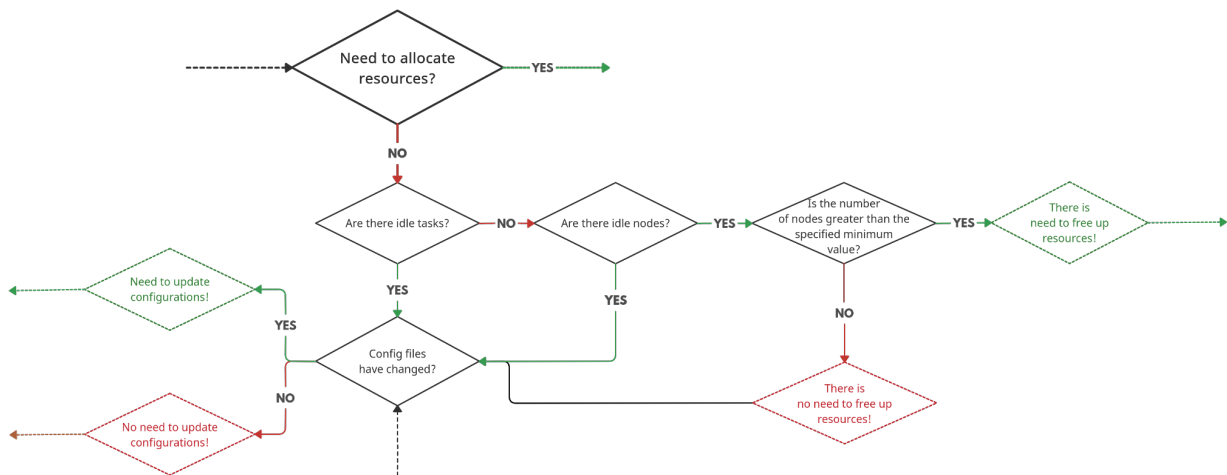 Need to allocate
resources?
YES
NO
Are there idle tasks?
NO
Are there idle nodes?
YES
Is the number
of nodes greater than the
specified minimum
value?
YES
There is
need to free up
resources!
YES
YES
NO
Need to update
configurations!
YES
Config files
have changed?
NO
There is
no need to free up
resources!
No need to update
configurations!